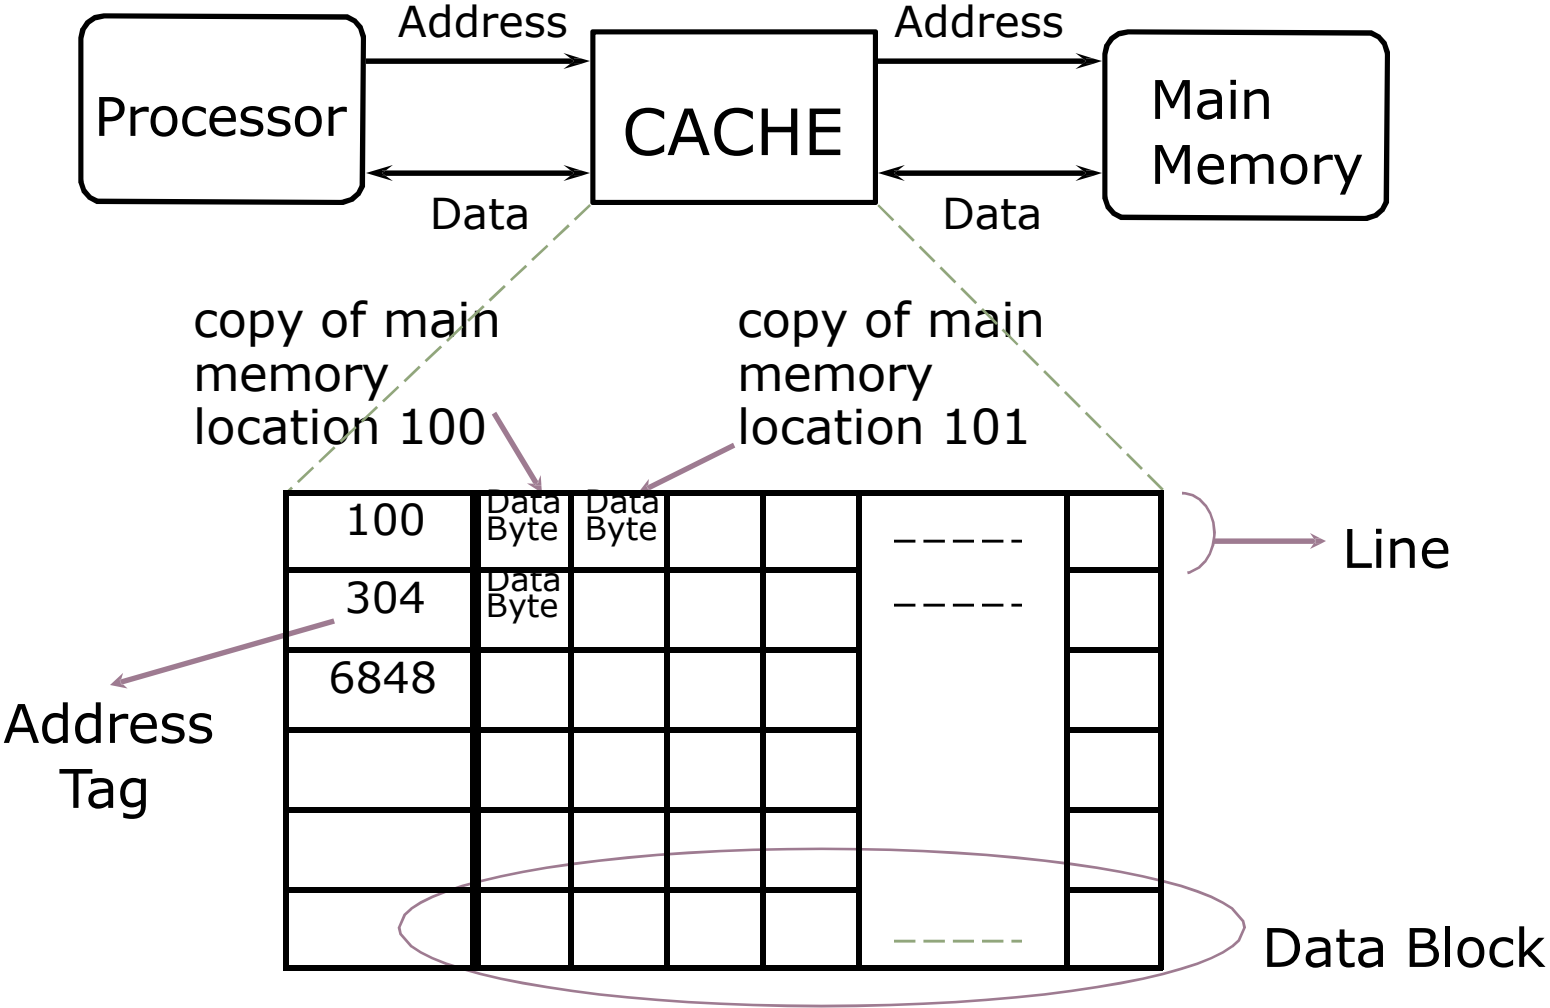 Address
Address
Processor
CACHE
Main
Memory
Data
Data
copy of main
memory
location 100
copy of main
memory
location 101
100
Data
Byte
Data
Byte
Line
304
Data
Byte
6848
Address
Tag
Data Block